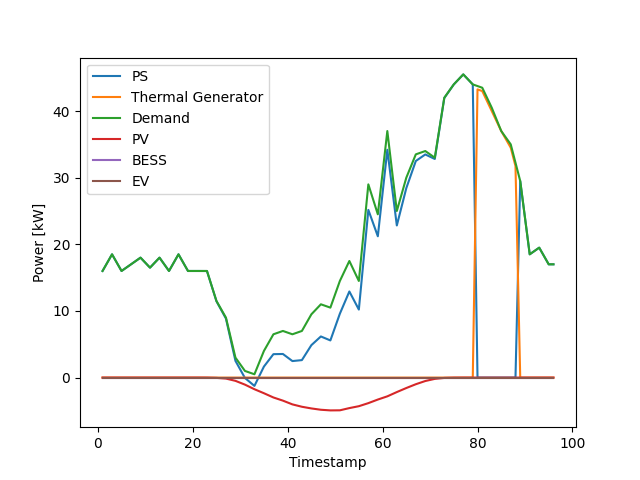 PS
Thermal Generator
Demand
PV
BESS
EV
Power [kW]
40
30
20
10
0
0 20 40 60 80 100
Timestamp